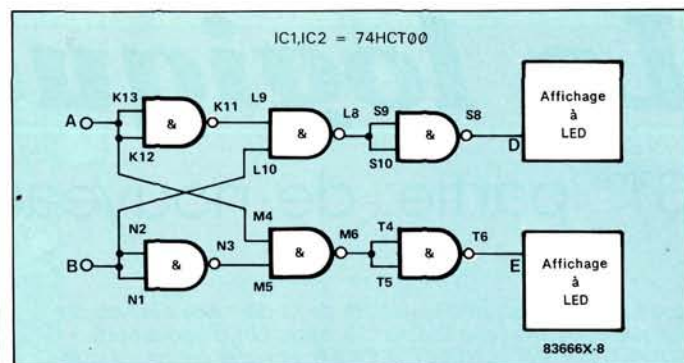 IC1,IC2 = 74HCTØØ
A
K13
K12
K11
L9
L10
L8
S9
S10
S8
D
Affichage
à
LED
B
N2
N1
N3
M4
M5
M6
T4
T5
T6
E
Affichage
à
LED
&
&
&
&
&
&
83666X-8